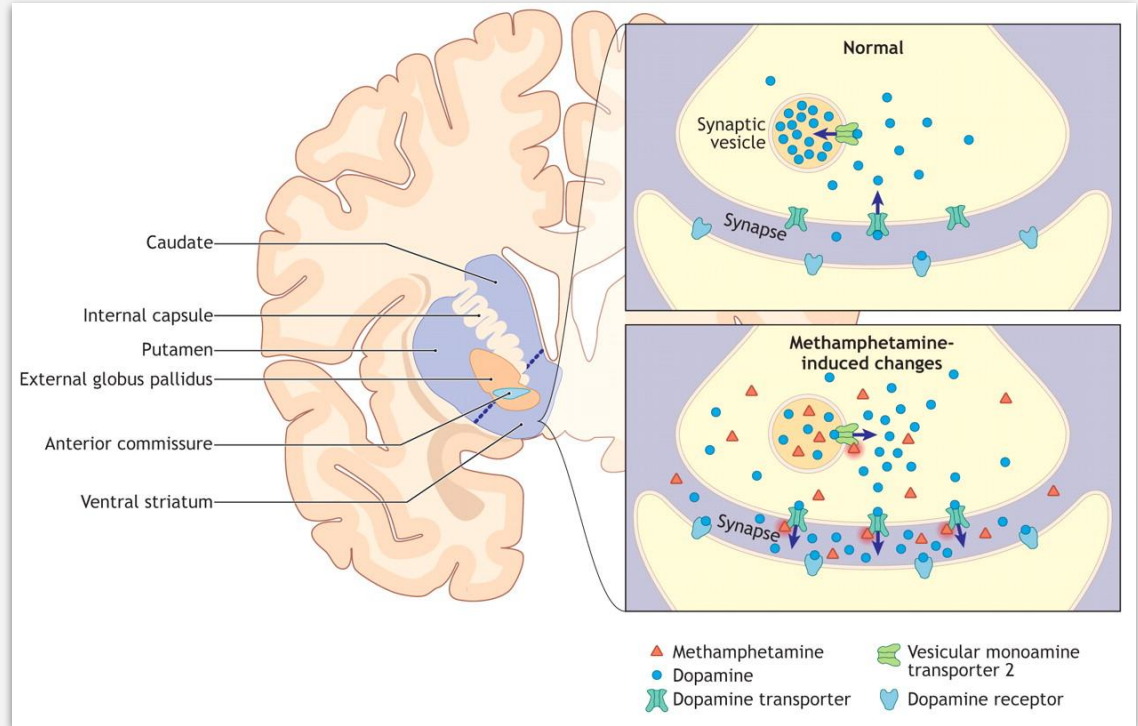 Caudate
Internal capsule
Putamen
External globus pallidus
Anterior commissure
Ventral striatum
Normal
Synaptic
vesicle
Synapse
Methamphetamine-
induced changes
Synapse
Methamphetamine
Dopamine
Dopamine transporter
Vesicular monoamine
transporter 2
Dopamine receptor